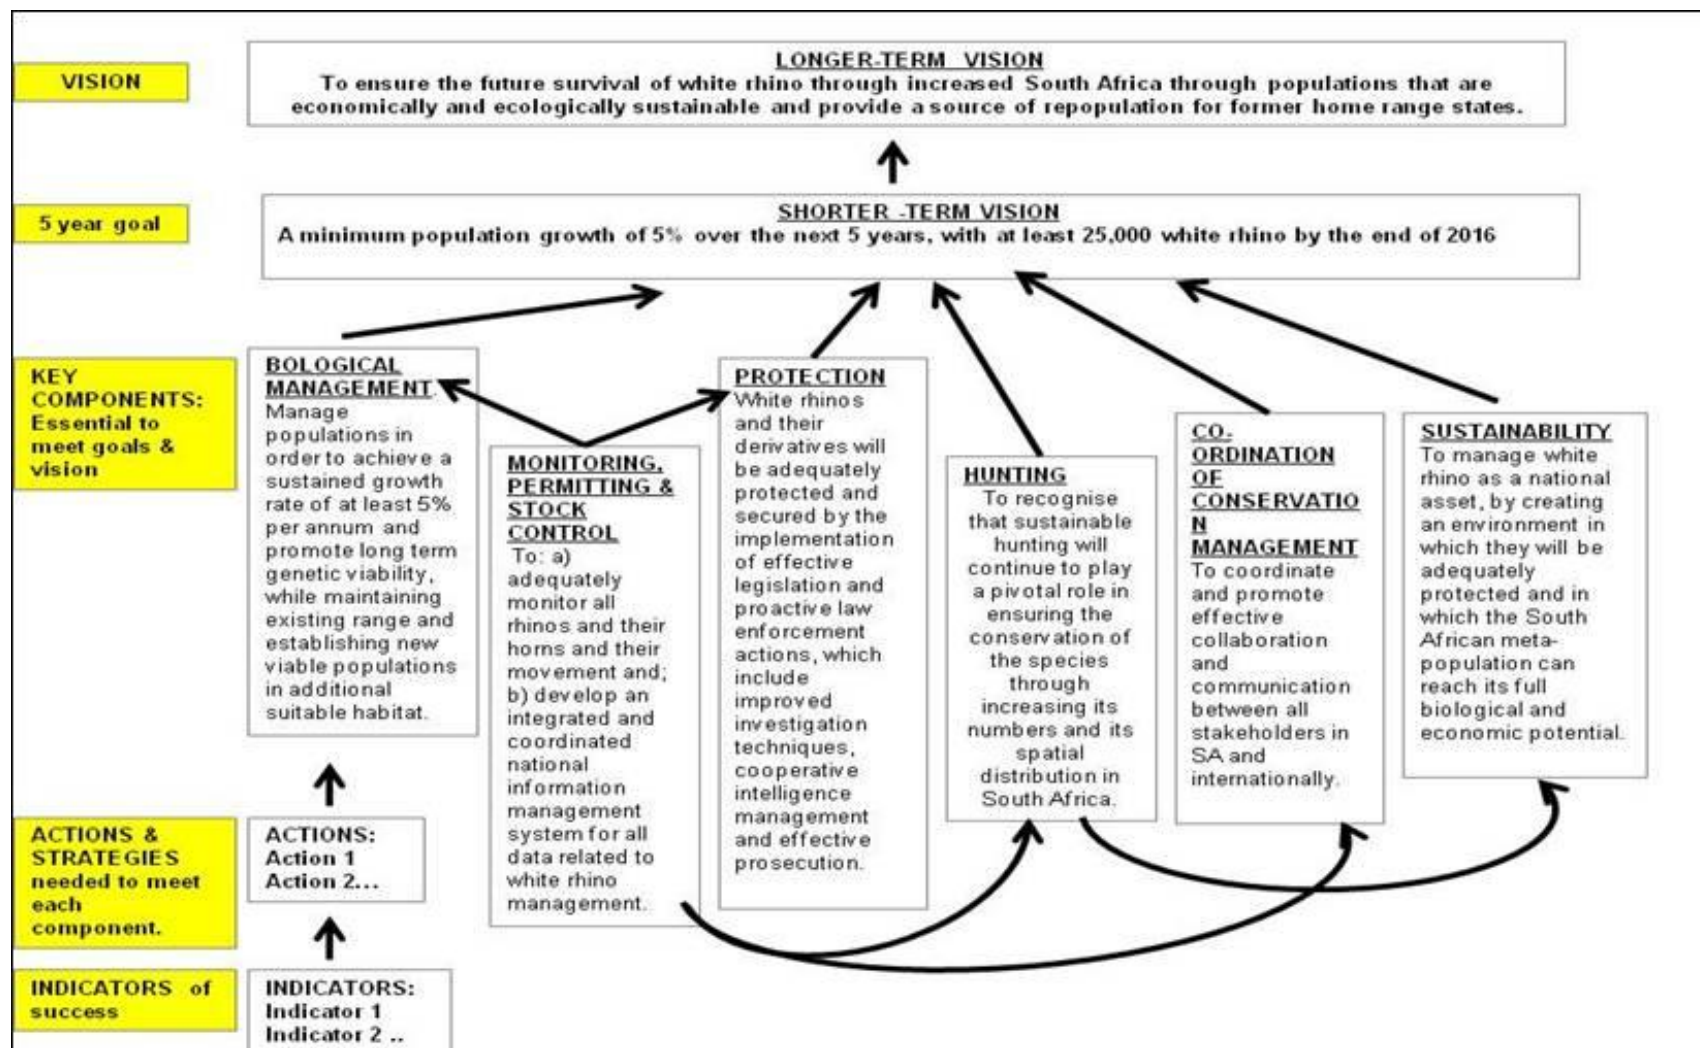 VISION
LONGER-TERM VISION
To ensure the future survival of white rhino through increased South Africa through populations that are
economically and ecologically sustainable and provide a source of repopulation for former home range states.
5 year goal
SHORTER -TERM VISION
A minimum population growth of 5% over the next 5 years, with at least 25,000 white rhino by the end of 2016
KEY
COMPONENTS:
Essential to
meet goals &
vision
BOLOGICAL
MANAGEMENT.
Manage
populations in
order to achieve a
sustained growth
rate of at least 5%
per annum and
promote long term
genetic viability,
while maintaining
existing range and
establishing new
viable populations
in additional
suitable habitat.
MONITORING,
PERMITTING &
STOCK
CONTROL
To: a)
adequately
monitor all
rhinos and their
horns and their
movement and;
b) develop an
integrated and
coordinated
national
information
management
system for all
data related to
white rhino
management.
PROTECTION
White rhinos
and their
derivatives will
be adequately
protected and
secured by the
implementation
of effective
legislation and
proactive law
enforcement
actions, which
include
improved
investigation
techniques,
cooperative
intelligence
management
and effective
prosecution.
HUNTING
To recognise
that sustainable
hunting will
continue to play
a pivotal role in
ensuring the
conservation of
the species
through
increasing its
numbers and its
spatial
distribution in
South Africa.
CO-
ORDINATION
OF
CONSERVATIO
N
MANAGEMENT
To coordinate
and promote
effective
collaboration
and
communication
between all
stakeholders in
SA and
internationally.
SUSTAINABILITY
To manage white
rhino as a national
asset, by creating
an environment in
which they will be
adequately
protected and in
which the South
African meta-
population can
reach its full
biological and
economic potential.
ACTIONS &
STRATEGIES
needed to meet
each
component.
ACTIONS:
Action 1
Action 2...
INDICATORS of
success
INDICATORS:
Indicator 1
Indicator 2 ..